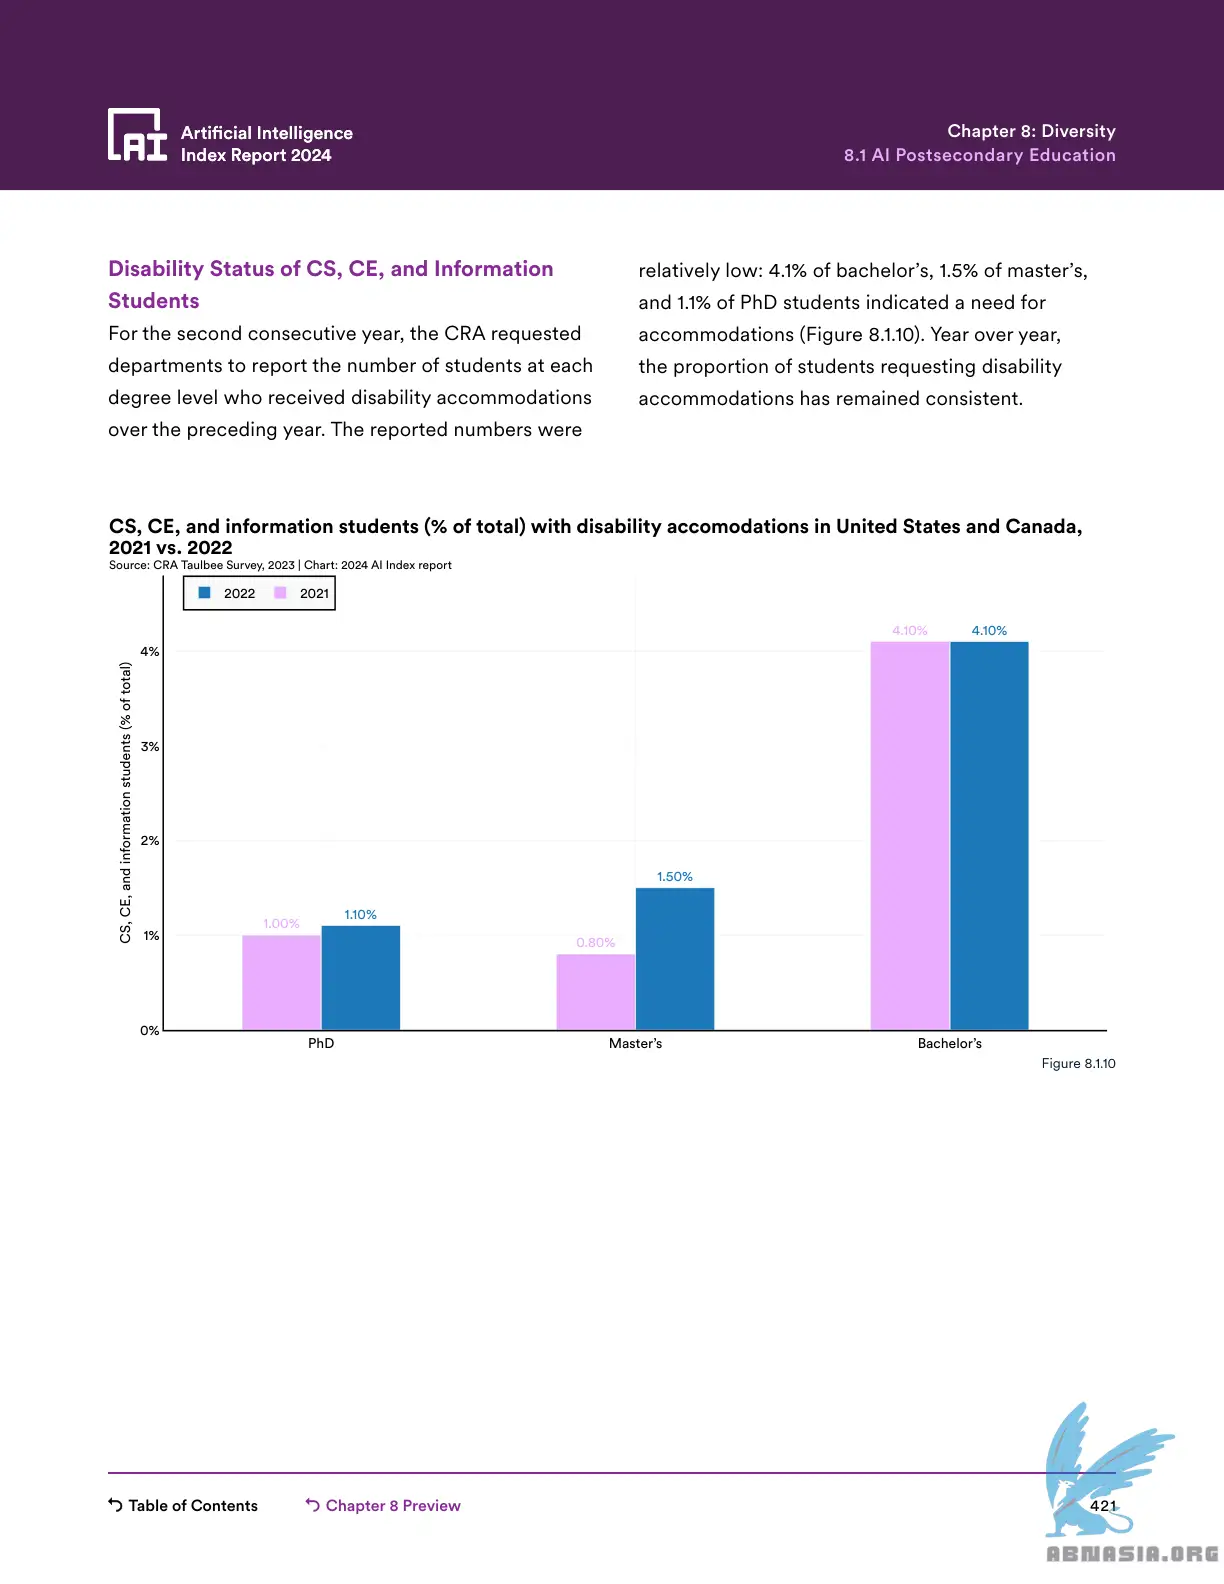 Artificial Intelligence
Index Report 2024
Chapter 8: Diversity
8.1 AI Postsecondary Education
Disability Status of CS, CE, and Information
Students
For the second consecutive year, the CRA requested
departments to report the number of students at each
degree level who received disability accommodations
over the preceding year. The reported numbers were
relatively low: 4.1% of bachelor’s, 1.5% of master’s,
and 1.1% of PhD students indicated a need for
accommodations (Figure 8.1.10). Year over year,
the proportion of students requesting disability
accommodations has remained consistent.
CS, CE, and information students (% of total) with disability accomodations in United States and Canada,
2021 vs. 2022
Source: CRA Taulbee Survey, 2023 | Chart: 2024 AI Index report
2022 2021
CS, CE, and information students (% of total)
4%
3%
2%
1%
0%
1.00%
1.10%
0.80%
1.50%
4.10%
4.10%
PhD
Master’s
Bachelor’s
Figure 8.1.10
Table of Contents
Chapter 8 Preview
421
ABNASIA.ORG